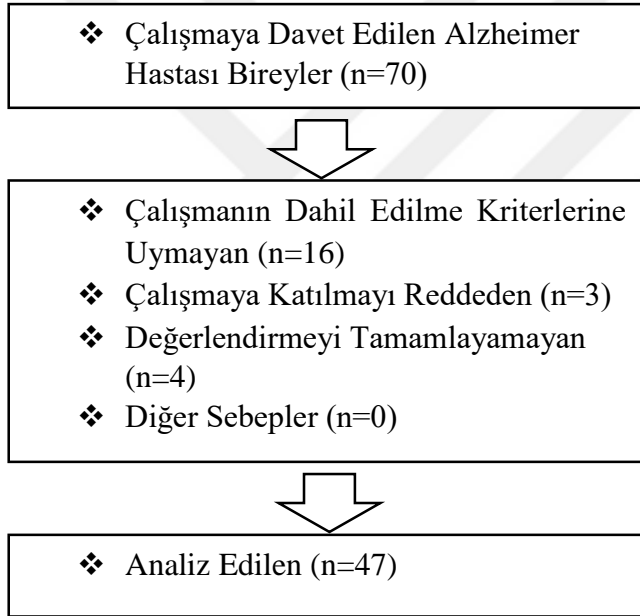 ❖ Çalışmaya Davet Edilen Alzheimer
Hastası Bireyler (n=70)
❖ Çalışmanın Dahil Edilme Kriterlerine
Uymayan (n=16)
❖ Çalışmaya Katılmayı Reddeden (n=3)
❖ Değerlendirmeyi Tamamlayamayan
(n=4)
❖ Diğer Sebepler (n=0)
❖ Analiz Edilen (n=47)